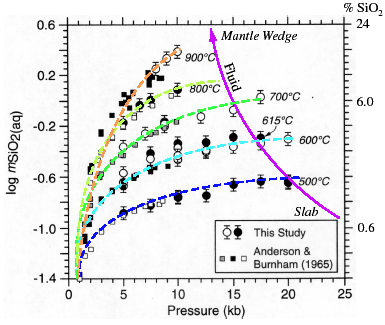 % SiO2
0.6
0.2
-0.2
-0.6
-1.0
-1.4
24
6.0
0.6
Mantle Wedge
900°C
Fluid
800°C
700°C
615°C
600°C
500°C
Slab
This Study
Anderson &
Burnham (1965)
log mSiO2(aq)
0 5 10 15 20 25
Pressure (kb)